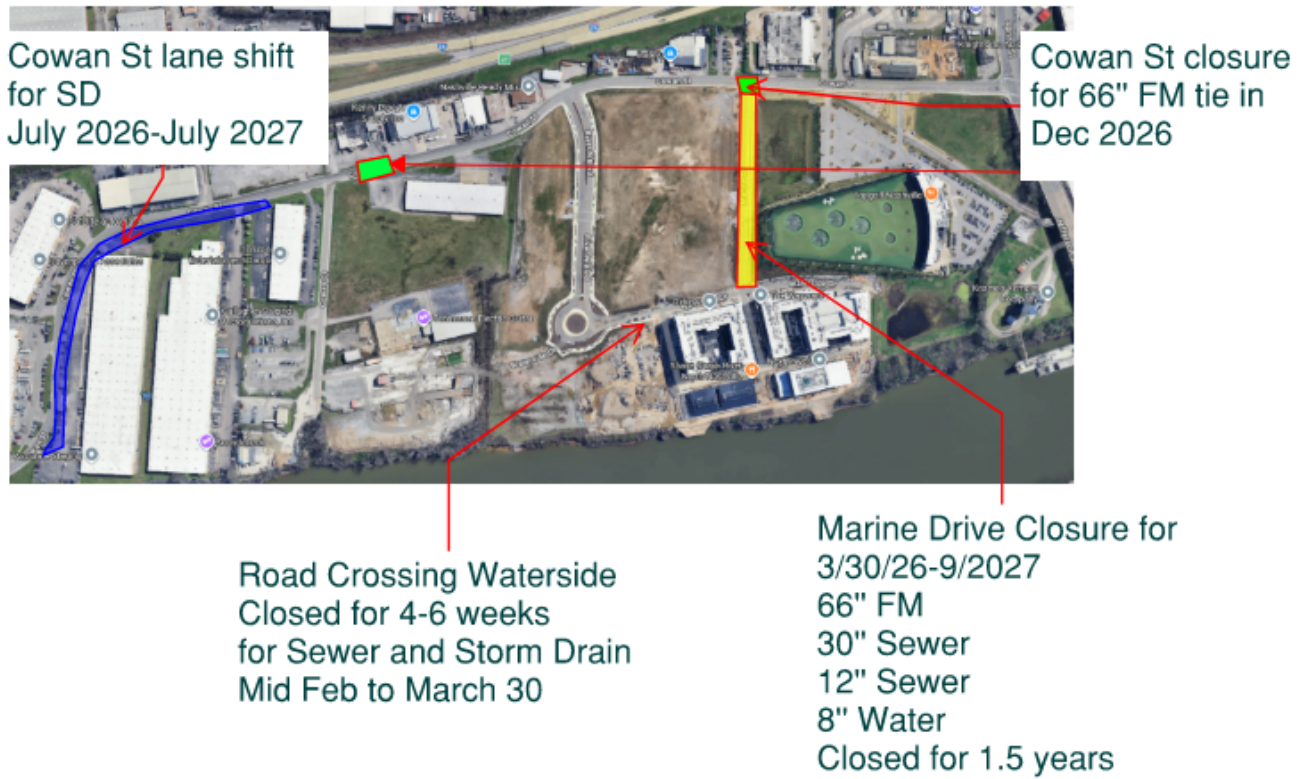 Cowan St lane shift
for SD
July 2026-July 2027
Cowan St closure
for 66" FM tie in
Dec 2026
Road Crossing Waterside
Closed for 4-6 weeks
for Sewer and Storm Drain
Mid Feb to March 30
Marine Drive Closure for
3/30/26-9/2027
66" FM
30" Sewer
12" Sewer
8" Water
Closed for 1.5 years